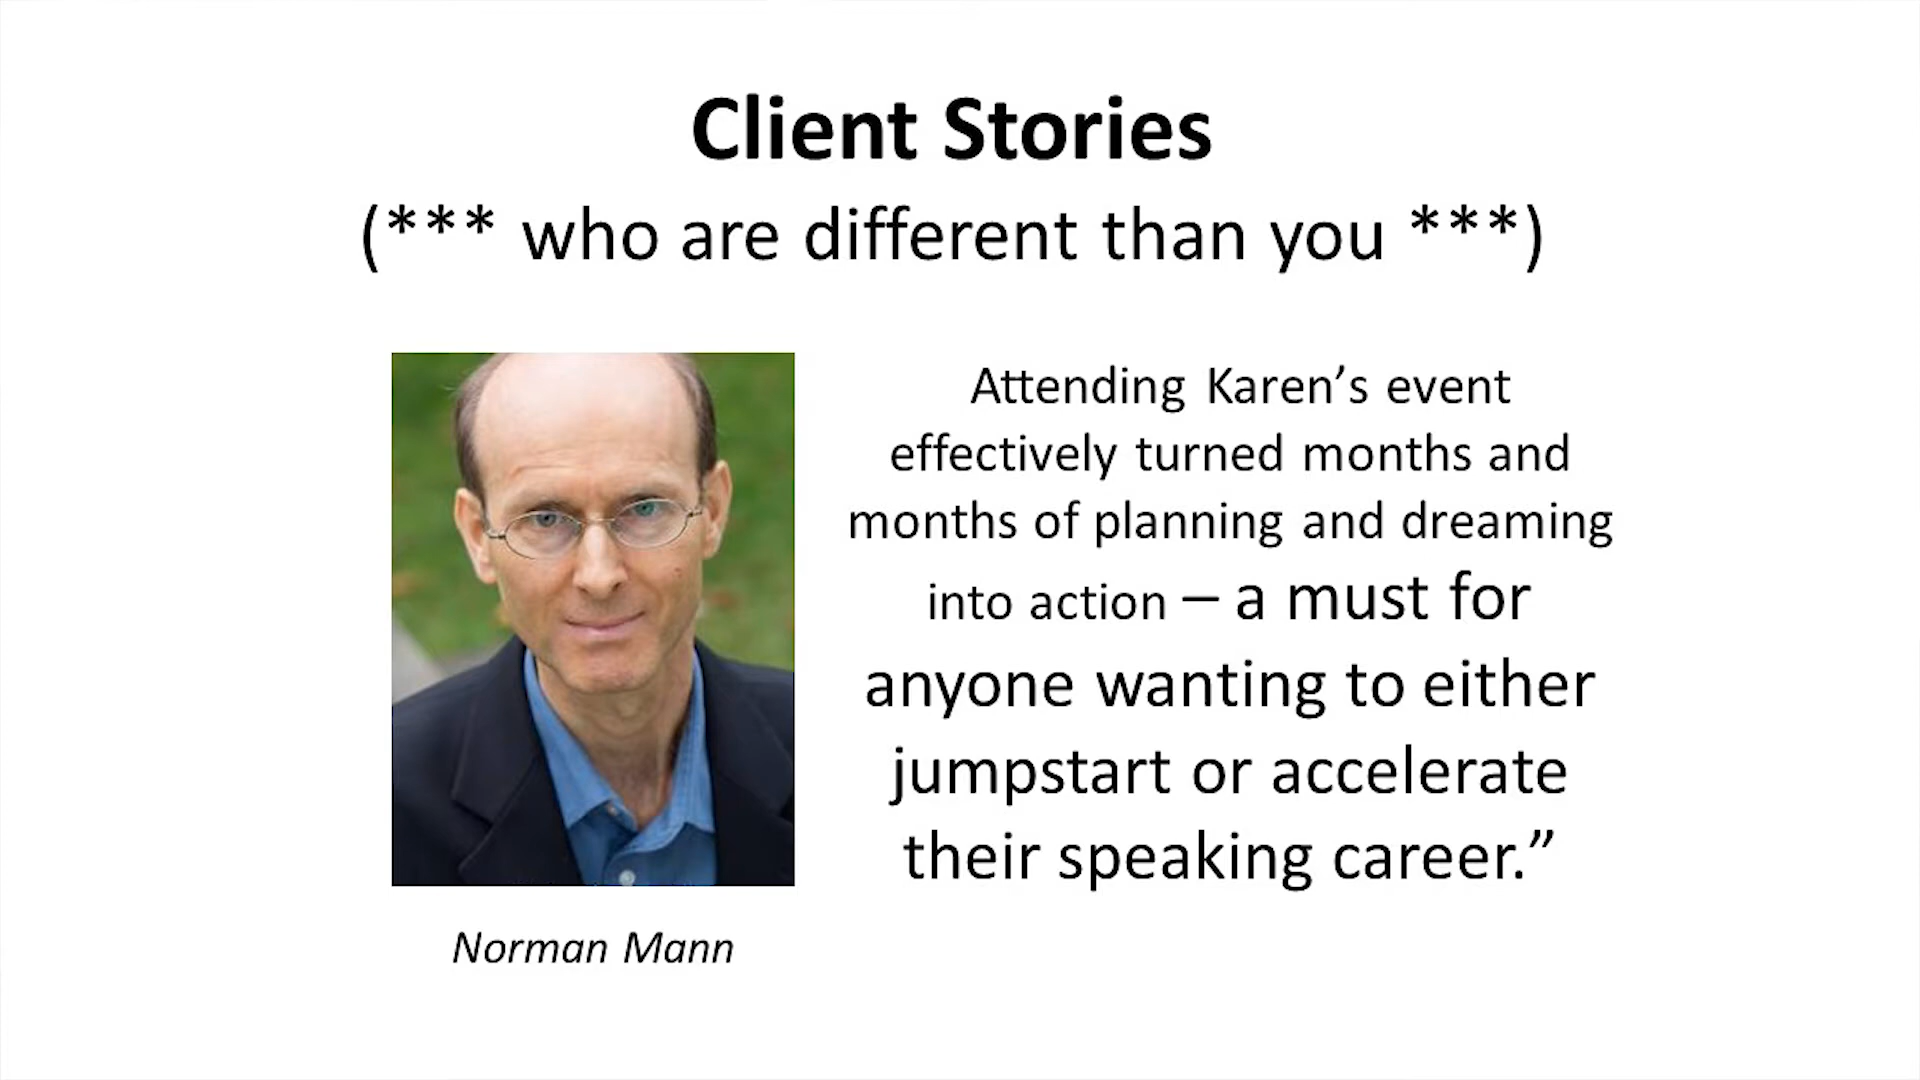 Client Stories
(*** who are different than you ***)
Attending Karen’s event
effectively turned months and
months of planning and dreaming
into action – a must for
anyone wanting to either
jumpstart or accelerate
their speaking career.”
Norman Mann